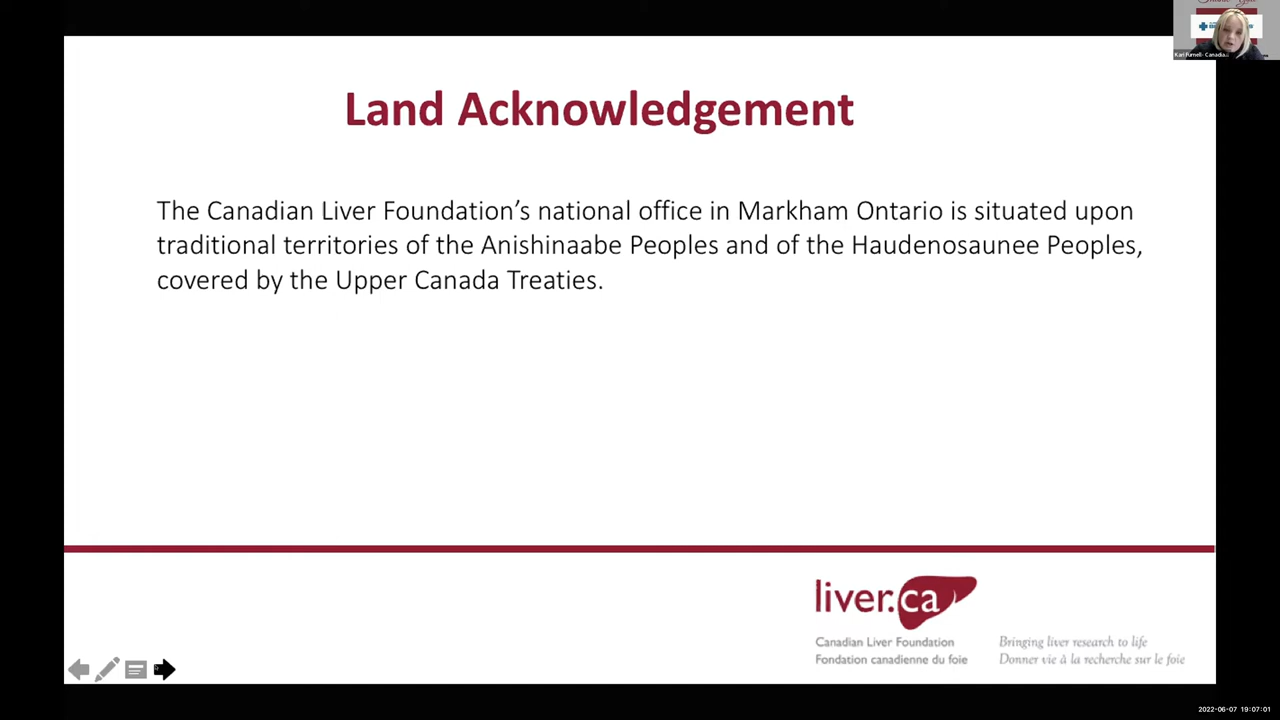 Land Acknowledgement
The Canadian Liver Foundation's national office in Markham Ontario is situated upon
traditional territories of the Anishinaabe Peoples and of the Haudenosaunee Peoples,
covered by the Upper Canada Treaties.
liver.ca
Canadian Liver Foundation
Fondation canadienne du foie
Bringing liver research to life
Donner vie à la recherche sur le foie
Kari Furnell- Canadia...
2022-06-07 19:07:01